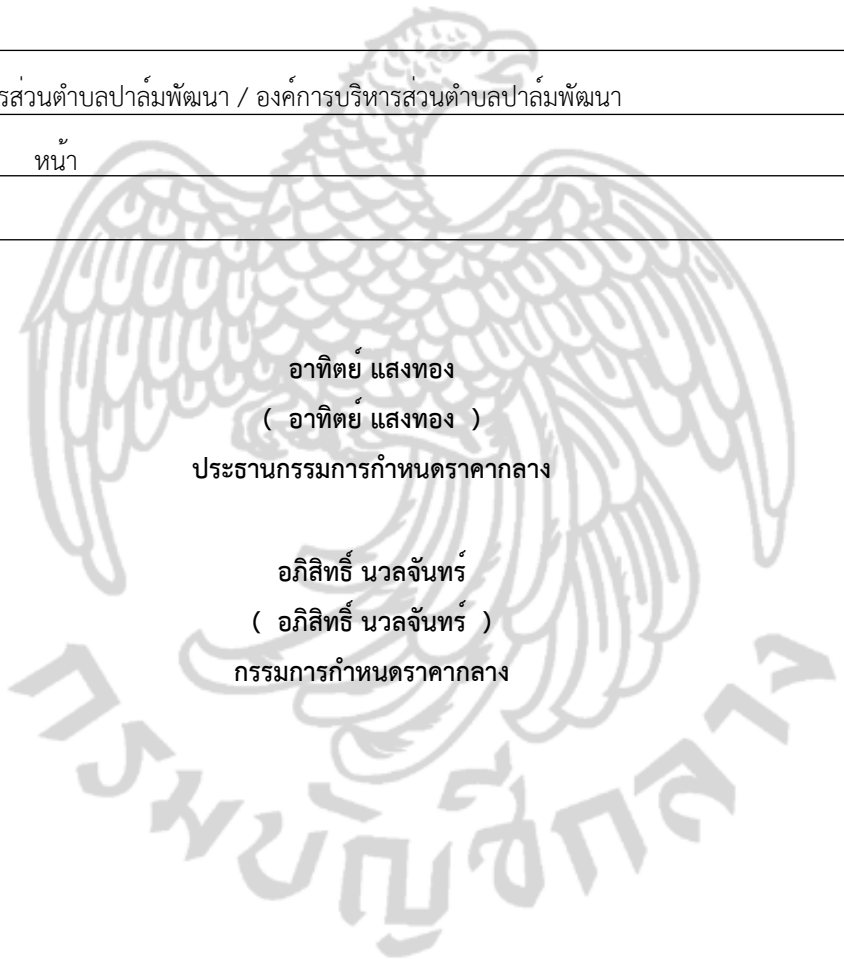 รส่วนตำบลปาล์มพัฒนา / องค์การบริหารส่วนตำบลปาล์มพัฒนา
หน้า
อาทิตย์ แสงทอง
( อาทิตย์ แสงทอง )
ประธานกรรมการกำหนดราคากลาง
อภิสิทธิ์ นวลจันทร์
( อภิสิทธิ์ นวลจันทร์ )
กรรมการกำหนดราคากลาง
กรมบัญชีกลาง